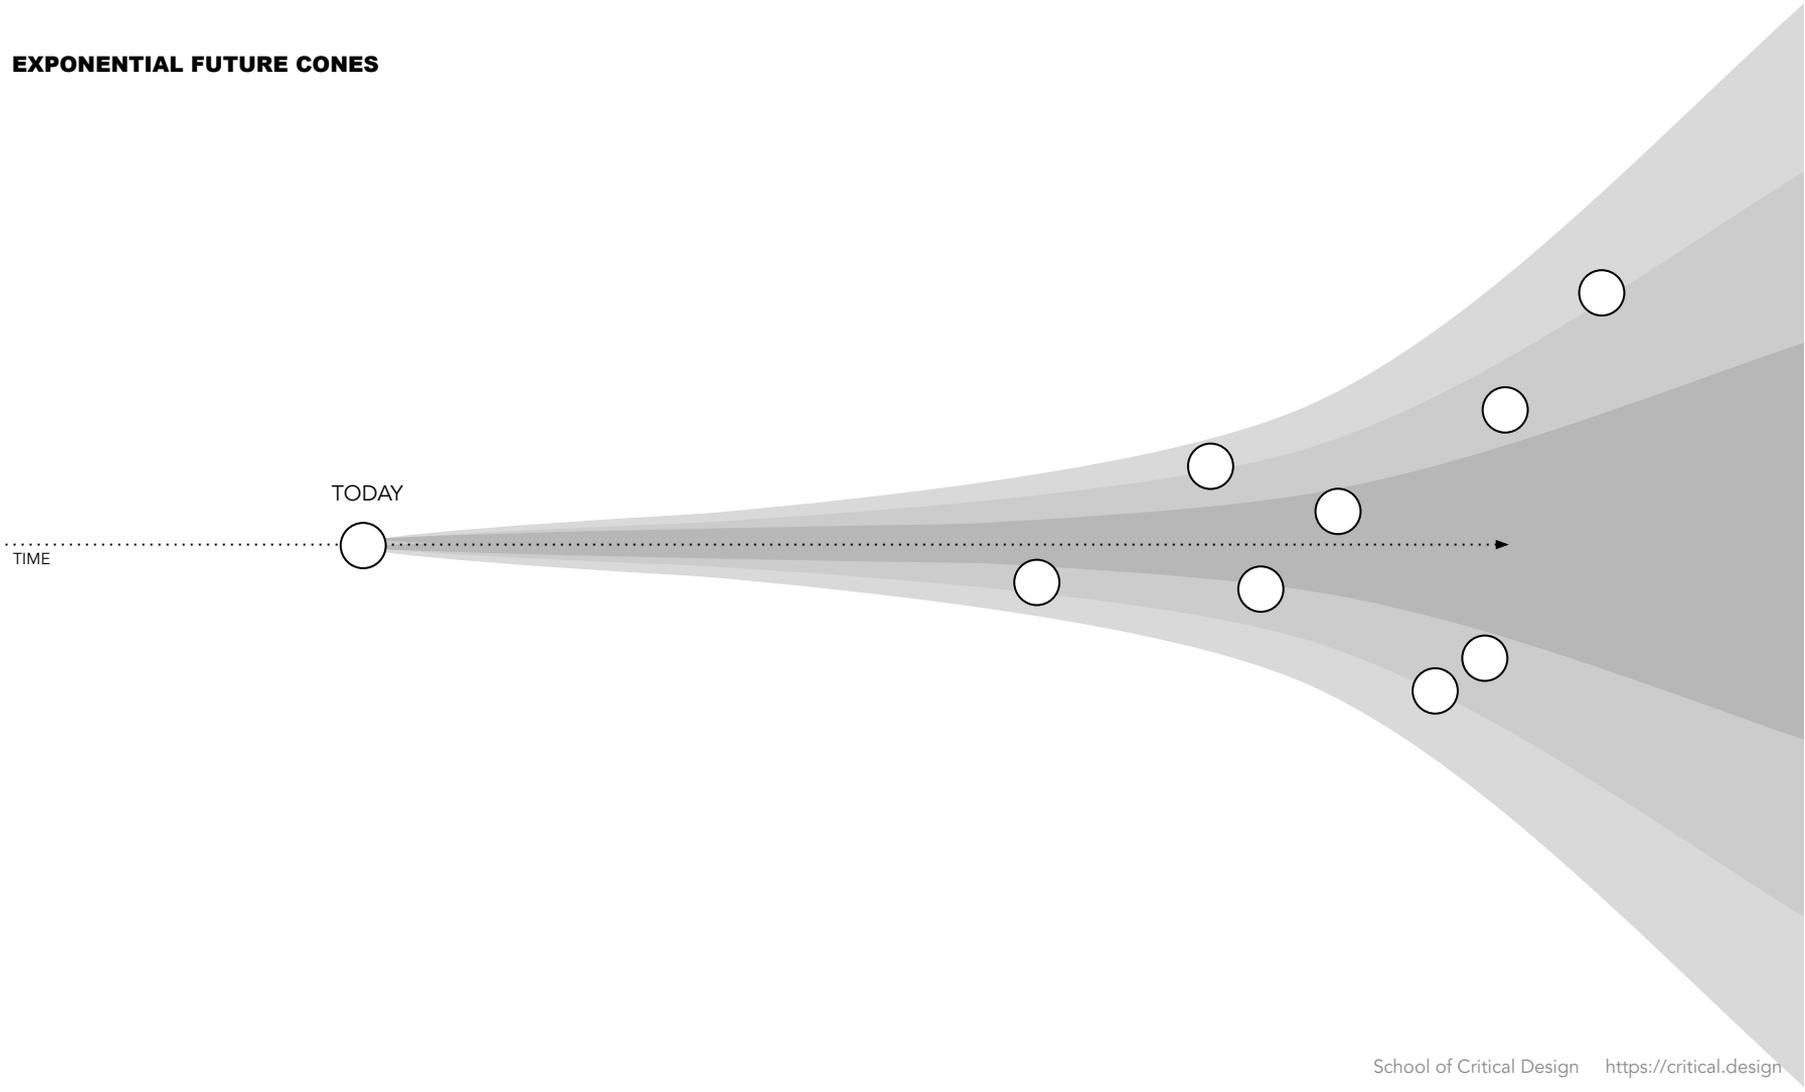 EXPONENTIAL FUTURE CONES
TODAY
TIME
School of Critical Design https://critical.design